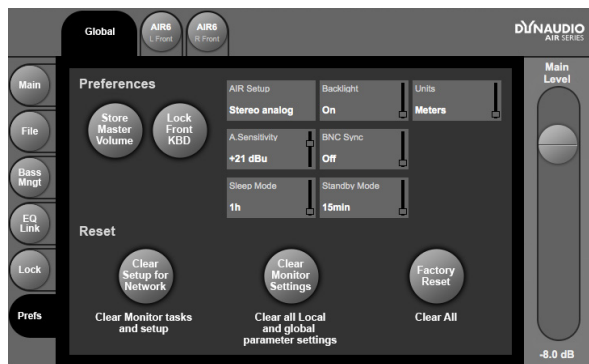 Global
AIR6
L Front
AIR6
R Front
DYNAUDIO
AIR SERIES
Main
File
Bass
Mngt
EQ
Link
Lock
Prefs
Preferences
Store
Master
Volume
Lock
Front
KBD
AIR Setup
Stereo analog
Backlight
On
Units
Meters
A.Sensitivity
+21 dBu
BNC Sync
Off
Sleep Mode
1h
Standby Mode
15min
Reset
Clear
Setup for
Network
Clear Monitor tasks
and setup
Clear
Monitor
Settings
Clear all Local
and global
parameter settings
Factory
Reset
Clear All
Main
Level
-8.0 dB